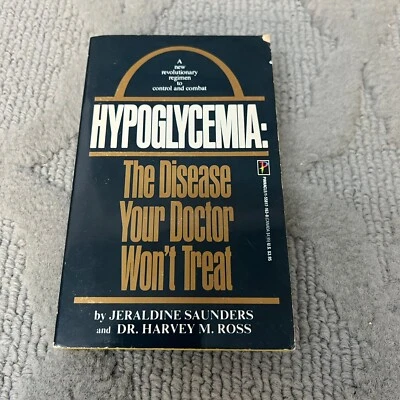 A
new
revolutionary
regimen
to
control and combat
HYPOGLYCEMIA:
The Disease
Your Doctor
Won't Treat
by JERALDINE SAUNDERS
and DR. HARVEY M. ROSS
PINNACLE